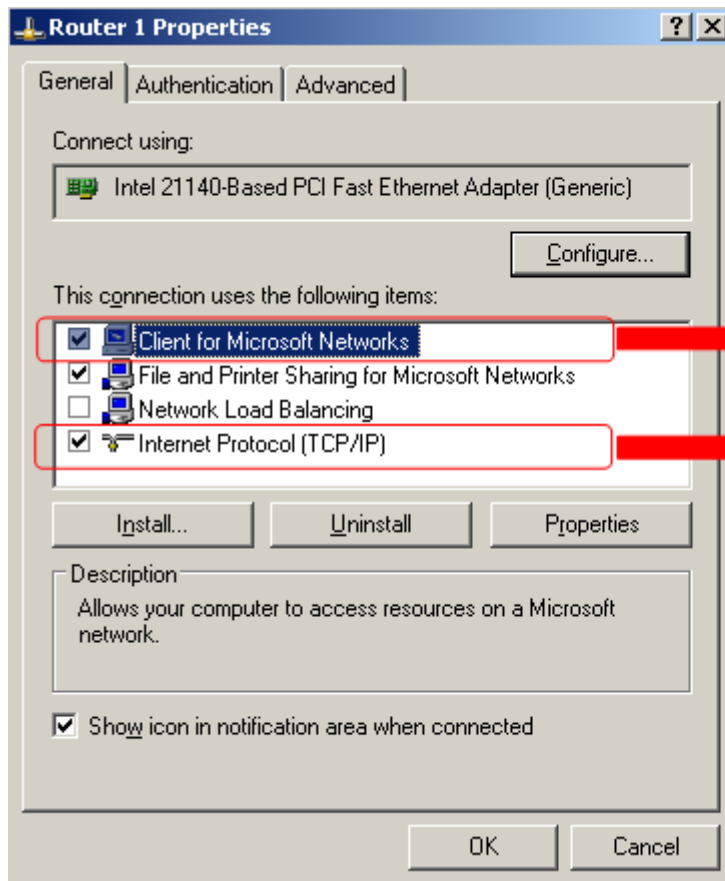 Router 1 Properties
General Authentication Advanced
Connect using:
Intel 21140-Based PCI Fast Ethernet Adapter (Generic)
Configure...
This connection uses the following items:
Client for Microsoft Networks
File and Printer Sharing for Microsoft Networks
Network Load Balancing
Internet Protocol (TCP/IP)
Install... Uninstall Properties
Description
Allows your computer to access resources on a Microsoft
network.
Show icon in notification area when connected
OK Cancel